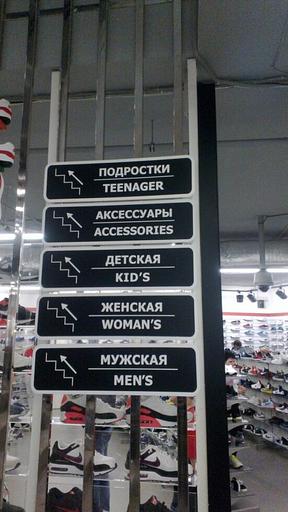 ПОДРОСТКИ
TEENAGER
АКСЕССУАРЫ
ACCESSORIES
ДЕТСКАЯ
KID'S
ЖЕНСКАЯ
WOMAN'S
МУЖСКАЯ
MEN'S